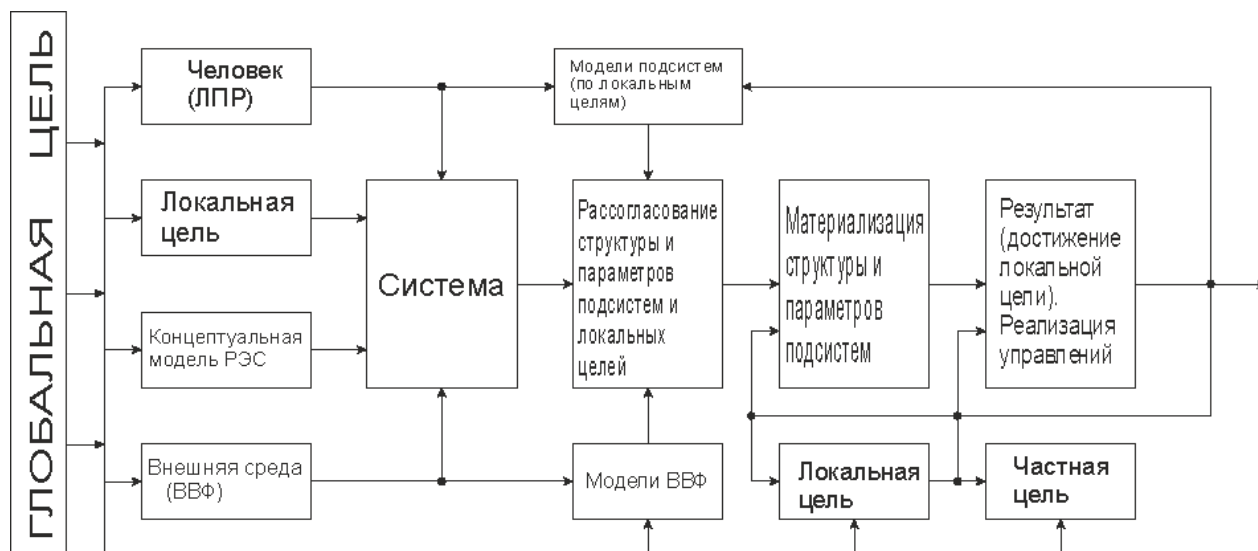 ГЛОБАЛЬНАЯ ЦЕЛЬ
Человек
(ЛПР)
Модели подсистем
(по локальным
целям)
Локальная
цель
Система
Рассогласование
структуры и
параметров
подсистем и
локальных
целей
Материализация
структуры и
параметров
подсистем
Результат
(достижение
локальной
цели).
Реализация
управлений
Концептуальная
модель РЭС
Внешняя среда
(ВВФ)
Модели ВВФ
Локальная
цель
Частная
цель